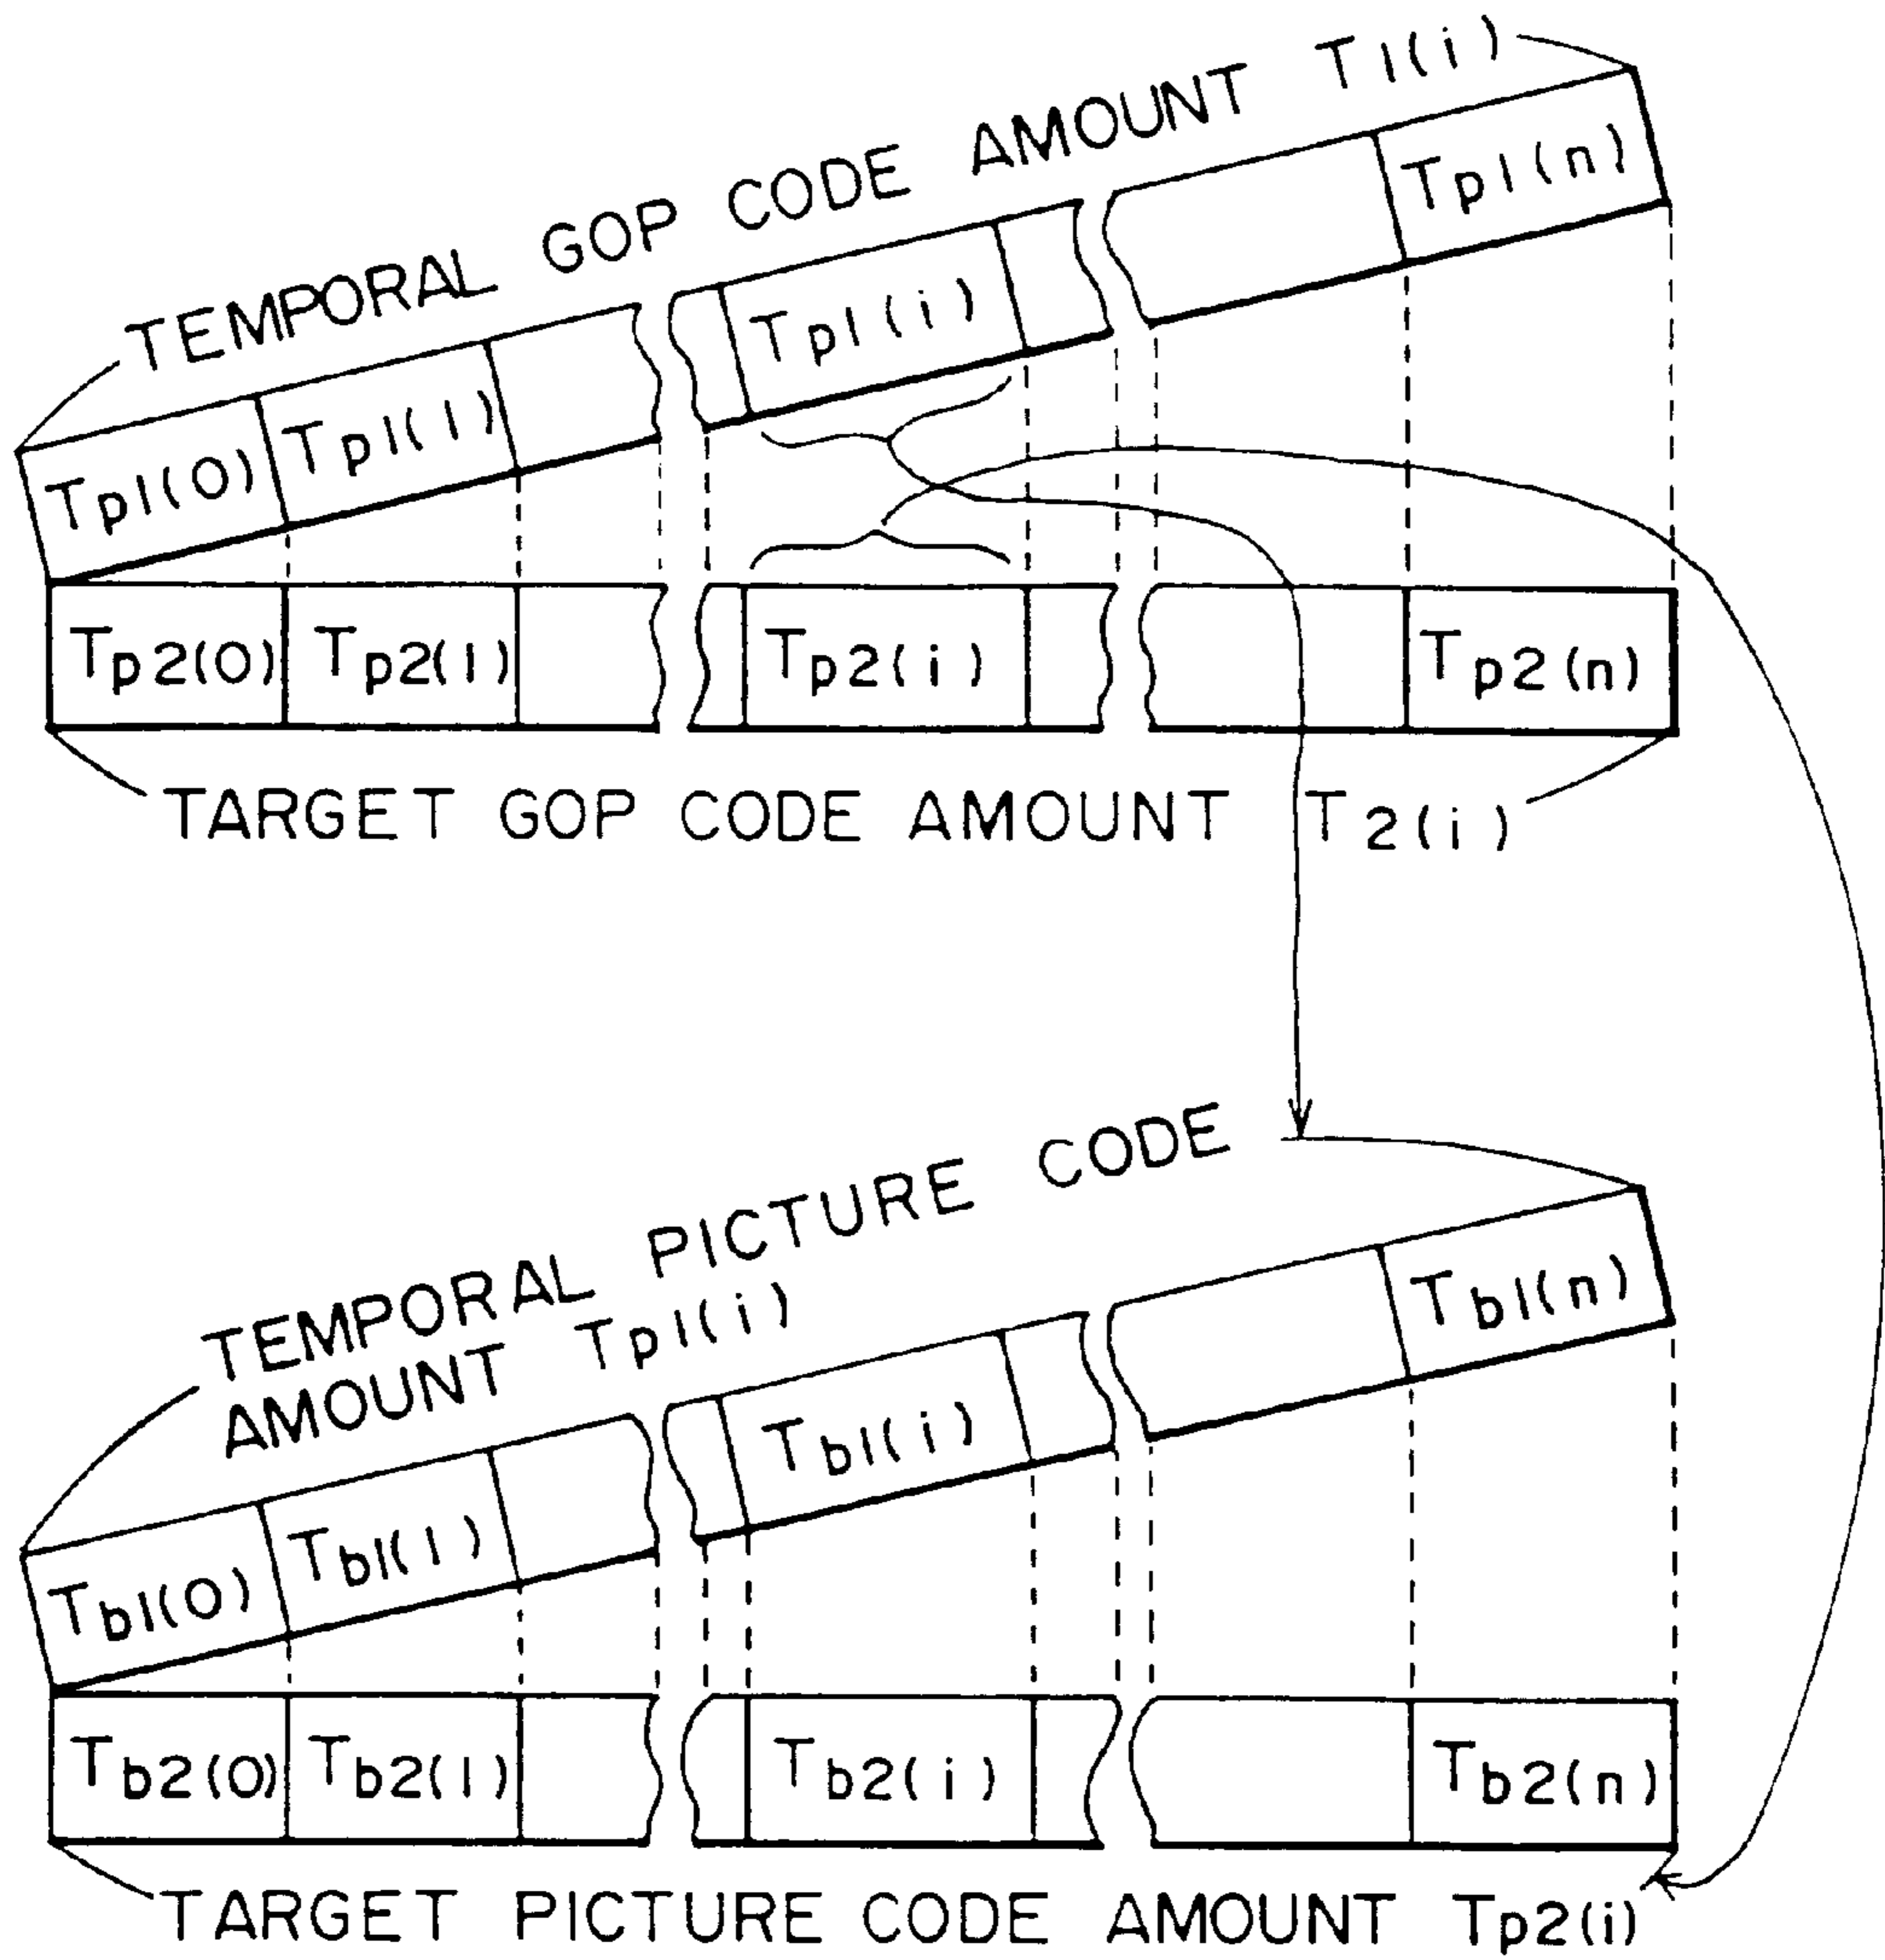 TEMPORAL GOP CODE AMOUNT T1(i)
Tp1(0) Tp1(1) Tp1(i) Tp1(n)
Tp2(0) Tp2(1) Tp2(i) Tp2(n)
TARGET GOP CODE AMOUNT T2(i)
TEMPORAL PICTURE CODE
AMOUNT Tp1(i)
Tb1(0) Tb1(1) Tb1(i) Tb1(n)
Tb2(0) Tb2(1) Tb2(i) Tb2(n)
TARGET PICTURE CODE AMOUNT Tp2(i)